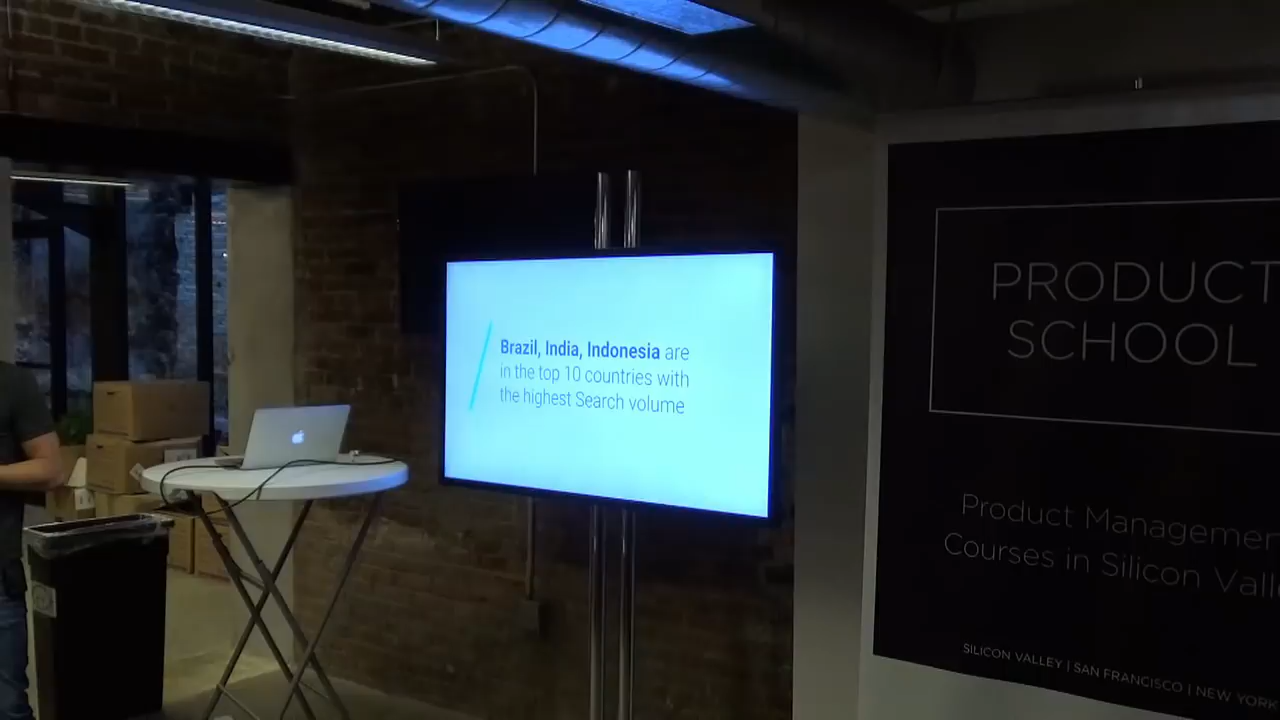 Brazil, India, Indonesia are
in the top 10 countries with
the highest Search volume
PRODUCT
SCHOOL
Product Managemen
Courses in Silicon Vall
SILICON VALLEY | SAN FRANCISCO | NEW YORK